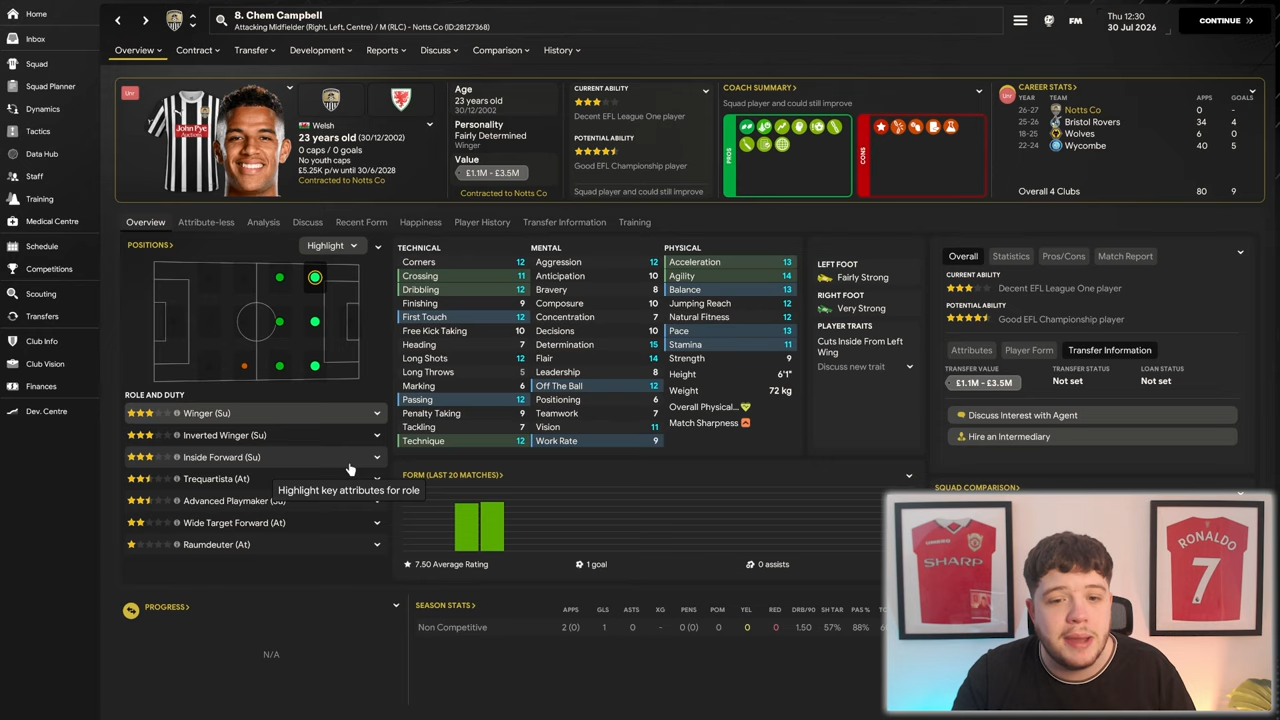 Home
Inbox
Squad
Squad Planner
Dynamics
Tactics
Data Hub
Staff
Training
Medical Centre
Schedule
Competitions
Scouting
Transfers
Club Info
Club Vision
Finances
Dev. Centre
8. Chem Campbell
Attacking Midfielder (Right, Left, Centre) / M (RLC) - Notts Co (ID:28127368)
FM
Thu 12:30
30 Jul 2026
CONTINUE
Overview
Contract
Transfer
Development
Reports
Discuss
Comparison
History
Unr
John Pye
Auctions
Welsh
23 years old (30/12/2002)
0 caps / 0 goals
No youth caps
£5.25K p/w until 30/6/2028
Contracted to Notts Co
Age
23 years old
30/12/2002
Personality
Fairly Determined
Winger
Value
£1.1M - £3.5M
Contracted to Notts Co
CURRENT ABILITY
Decent EFL League One player
POTENTIAL ABILITY
Good EFL Championship player
Squad player and could still improve
COACH SUMMARY
Squad player and could still improve
PROS
CONS
Unr
CAREER STATS
YEAR TEAM APPS GOALS
26-27 Notts Co 0 -
25-26 Bristol Rovers 34 4
18-25 Wolves 6 0
22-24 Wycombe 40 5
Overall 4 Clubs 80 9
Overview
Attribute-less
Analysis
Discuss
Recent Form
Happiness
Player History
Transfer Information
Training
POSITIONS
Highlight
ROLE AND DUTY
Winger (Su)
Inverted Winger (Su)
Inside Forward (Su)
Trequartista (At)
Advanced Playmaker (Su)
Wide Target Forward (At)
Raumdeuter (At)
Highlight key attributes for role
TECHNICAL
Corners 12
Crossing 11
Dribbling 12
Finishing 9
First Touch 12
Free Kick Taking 10
Heading 7
Long Shots 12
Long Throws 5
Marking 6
Passing 12
Penalty Taking 9
Tackling 7
Technique 12
MENTAL
Aggression 12
Anticipation 10
Bravery 8
Composure 10
Concentration 7
Decisions 10
Determination 15
Flair 14
Leadership 8
Off The Ball 12
Positioning 6
Teamwork 7
Vision 11
Work Rate 9
PHYSICAL
Acceleration 13
Agility 14
Balance 13
Jumping Reach 12
Natural Fitness 12
Pace 13
Stamina 11
Strength 9
Height 6'1"
Weight 72 kg
Overall Physical...
Match Sharpness
LEFT FOOT
Fairly Strong
RIGHT FOOT
Very Strong
PLAYER TRAITS
Cuts Inside From Left
Wing
Discuss new trait
Overall
Statistics
Pros/Cons
Match Report
CURRENT ABILITY
Decent EFL League One player
POTENTIAL ABILITY
Good EFL Championship player
Attributes
Player Form
Transfer Information
TRANSFER VALUE
£1.1M - £3.5M
TRANSFER STATUS
Not set
LOAN STATUS
Not set
Discuss Interest with Agent
Hire an Intermediary
SQUAD COMPARISON
FORM (LAST 20 MATCHES)
7.50 Average Rating
1 goal
0 assists
PROGRESS
N/A
SEASON STATS
APPS GLS ASTS XG PENS POM YEL RED DRB/90 SH TAR PAS %
Non Competitive 2 (0) 1 0 - 0 (0) 0 0 0 1.50 57% 88%
SHARP
RONALDO
7